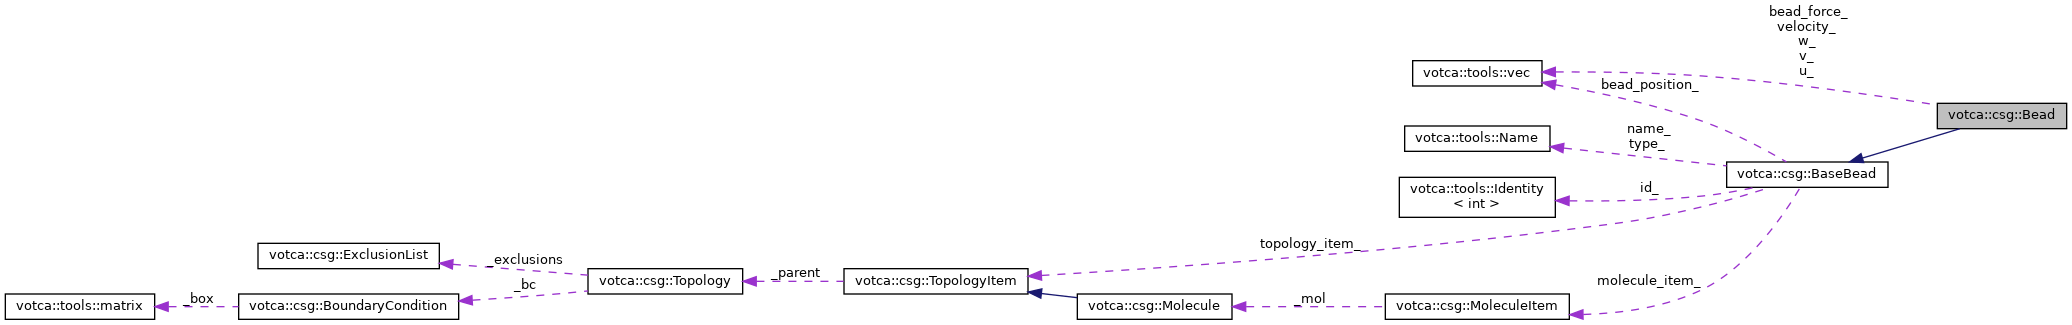 bead_force_
velocity_
w_
v_
u_
votca::tools::vec
bead_position_
votca::csg::Bead
votca::tools::Name
name_
type_
votca::csg::BaseBead
votca::tools::Identity
< int >
id_
topology_item_
votca::csg::ExclusionList
_exclusions
votca::csg::Topology
_parent
votca::csg::TopologyItem
_bc
molecule_item_
votca::tools::matrix
_box
votca::csg::BoundaryCondition
votca::csg::Molecule
_mol
votca::csg::MoleculeItem